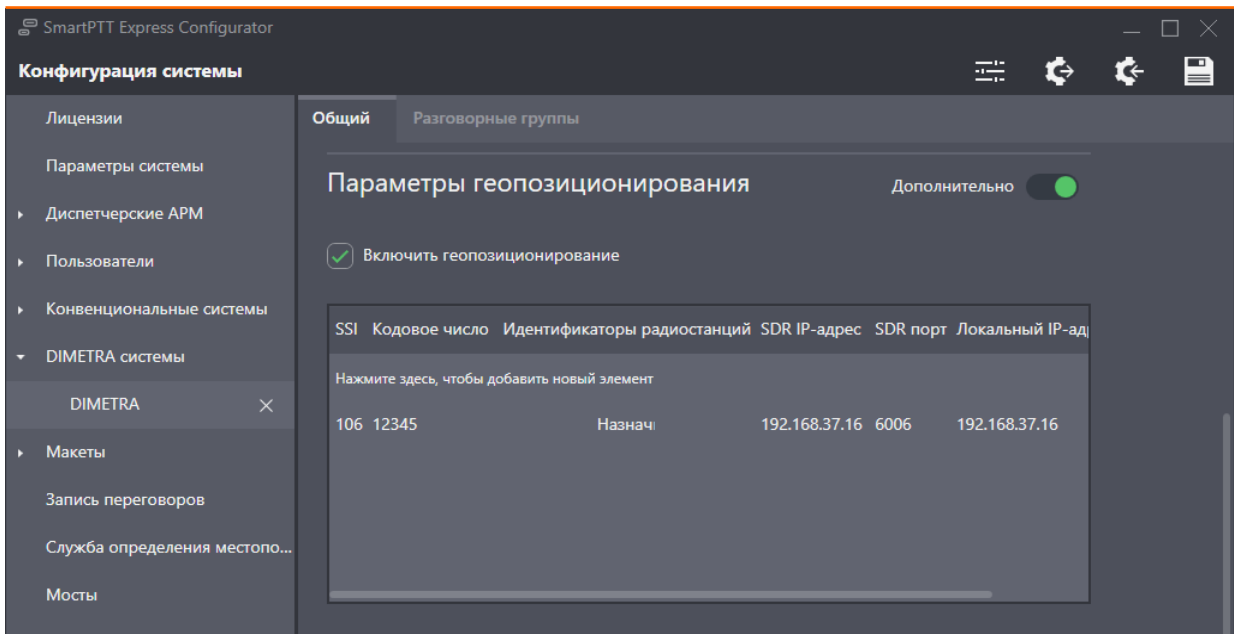 SmartPTT Express Configurator
Конфигурация системы
Лицензии
Параметры системы
Диспетчерские АРМ
Пользователи
Конвенциональные системы
DIMETRA системы
DIMETRA
Макеты
Запись переговоров
Служба определения местопо...
Мосты
Общий Разговорные группы
Параметры геопозиционирования Дополнительно
Включить геопозиционирование
SSI Кодовое число Идентификаторы радиостанций SDR IP-адрес SDR порт Локальный IP-ад
Нажмите здесь, чтобы добавить новый элемент
106 12345 Назнач 192.168.37.16 6006 192.168.37.16